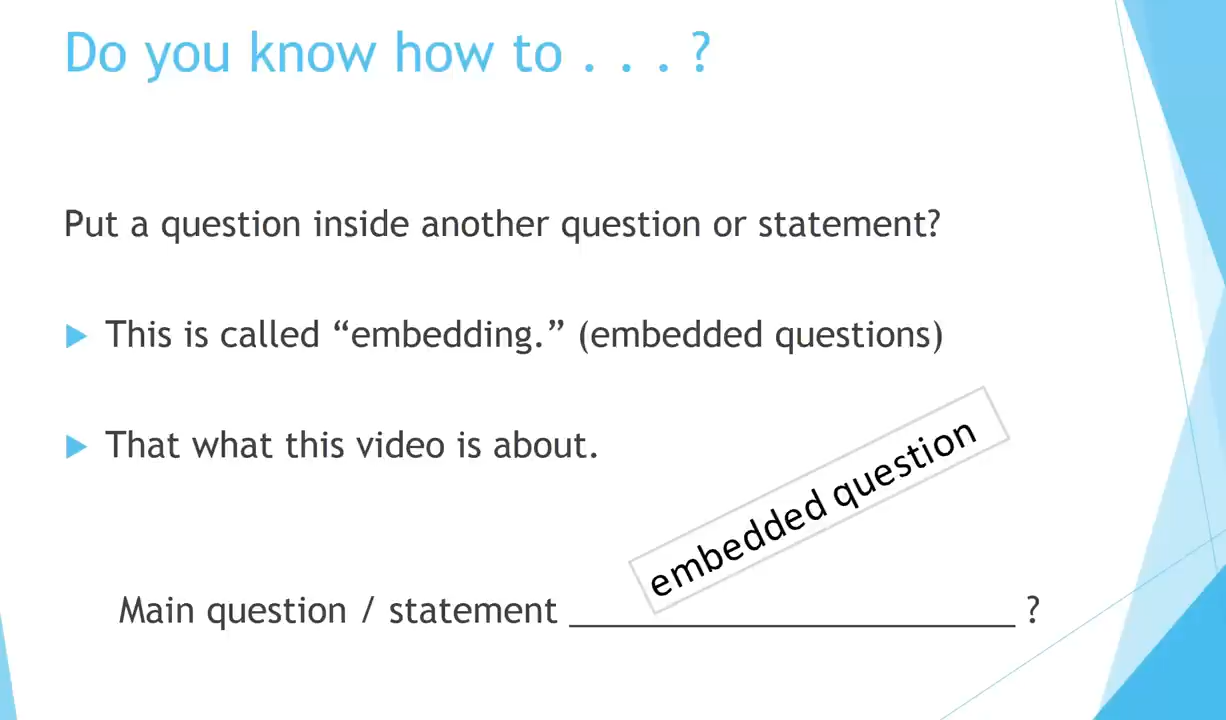 Do you know how to . . . ?
Put a question inside another question or statement?
This is called “embedding.” (embedded questions)
That what this video is about.
embedded question
Main question / statement ______________________ ?